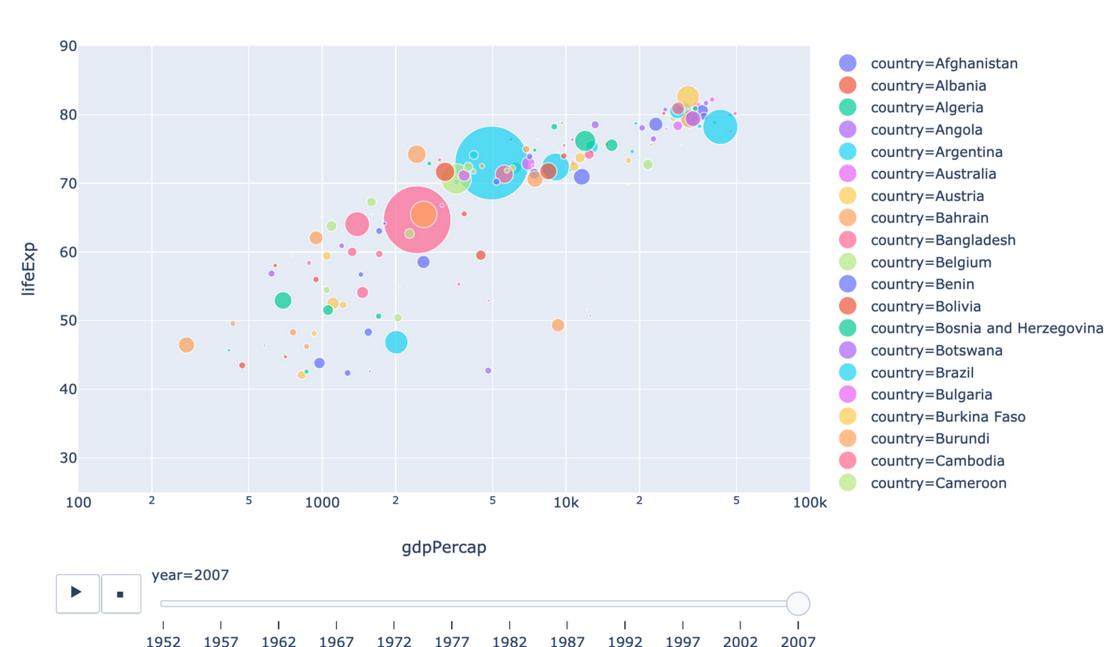 90
80
70
60
50
40
30
lifeExp
100 2 5 1000 2 5 10k 2 5 100k
gdpPercap
country=Afghanistan
country=Albania
country=Algeria
country=Angola
country=Argentina
country=Australia
country=Austria
country=Bahrain
country=Bangladesh
country=Belgium
country=Benin
country=Bolivia
country=Bosnia and Herzegovina
country=Botswana
country=Brazil
country=Bulgaria
country=Burkina Faso
country=Burundi
country=Cambodia
country=Cameroon
year=2007
1952 1957 1962 1967 1972 1977 1982 1987 1992 1997 2002 2007